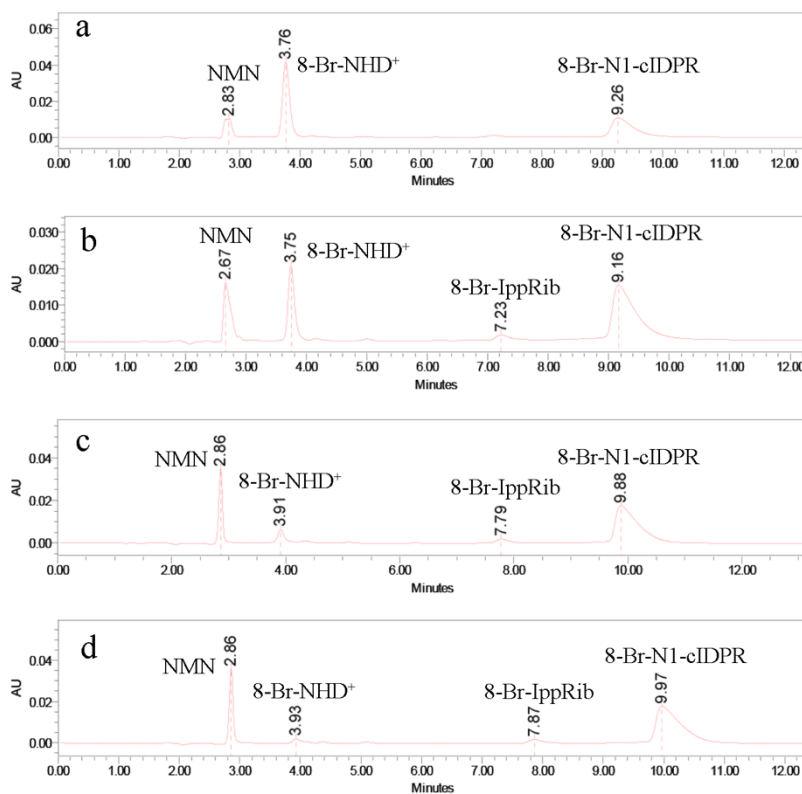 a
NMN
2.83
3.76
8-Br-NHD+
8-Br-N1-cIDPR
9.26
AU
0.06
0.04
0.02
0.00
0.00 1.00 2.00 3.00 4.00 5.00 6.00 7.00 8.00 9.00 10.00 11.00 12.00
Minutes
b
NMN
2.67
3.75
8-Br-NHD+
8-Br-IppRib
7.23
8-Br-N1-cIDPR
9.16
AU
0.030
0.020
0.010
0.000
0.00 1.00 2.00 3.00 4.00 5.00 6.00 7.00 8.00 9.00 10.00 11.00 12.00
Minutes
c
NMN
2.86
8-Br-NHD+
3.91
8-Br-IppRib
7.79
8-Br-N1-cIDPR
9.88
AU
0.04
0.02
0.00
0.00 2.00 4.00 6.00 8.00 10.00 12.00
Minutes
d
NMN
2.86
8-Br-NHD+
3.93
8-Br-IppRib
7.87
8-Br-N1-cIDPR
9.97
AU
0.04
0.02
0.00
0.00 1.00 2.00 3.00 4.00 5.00 6.00 7.00 8.00 9.00 10.00 11.00 12.00
Minutes